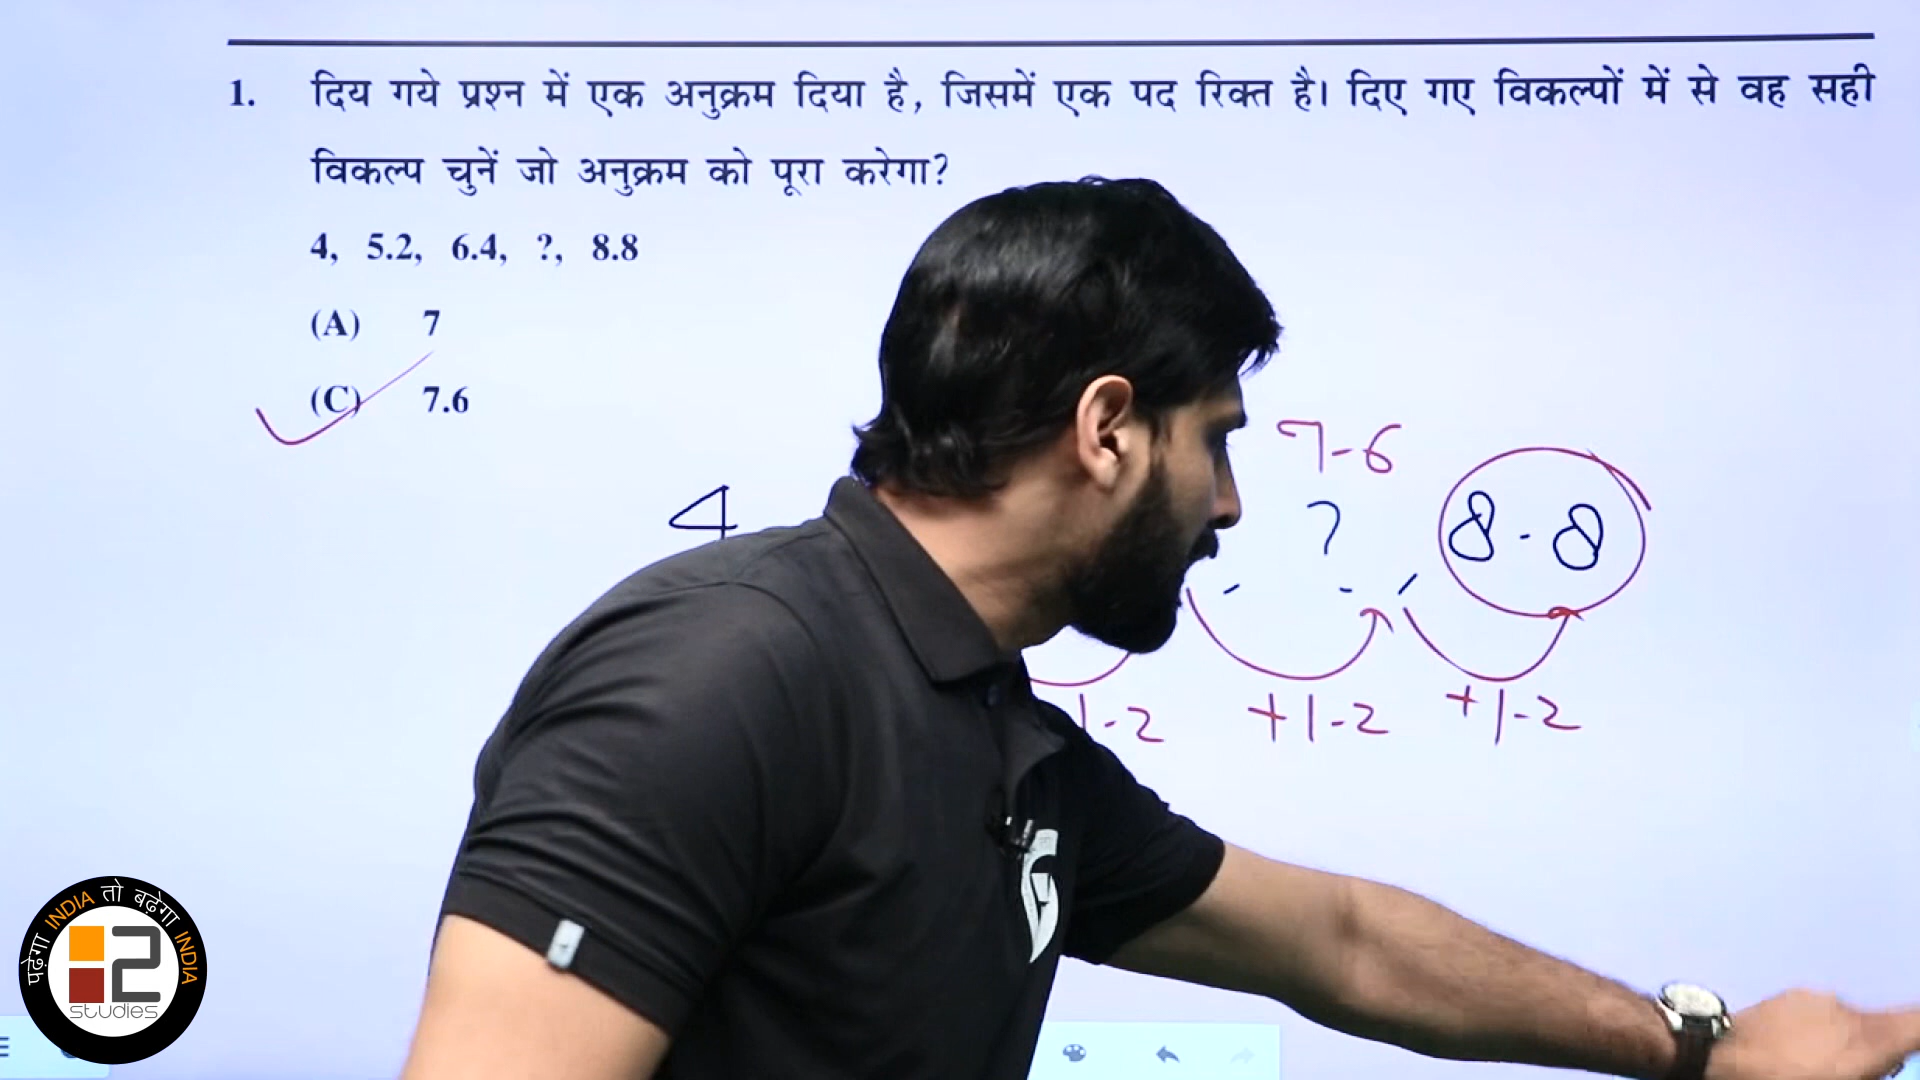 1. दिय गये प्रश्न में एक अनुक्रम दिया है, जिसमें एक पद रिक्त है। दिए गए विकल्पों में से वह सही
विकल्प चुनें जो अनुक्रम को पूरा करेगा?
4, 5.2, 6.4, ?, 8.8
(A) 7
(C) 7.6
7-6
4 ? 8.8
1-2 +1-2 +1-2
पढ़ेगा INDIA तो बढ़ेगा INDIA
i2
studies